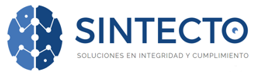 SINTECTO
SOLUCIONES EN INTEGRIDAD Y CUMPLIMIENTO